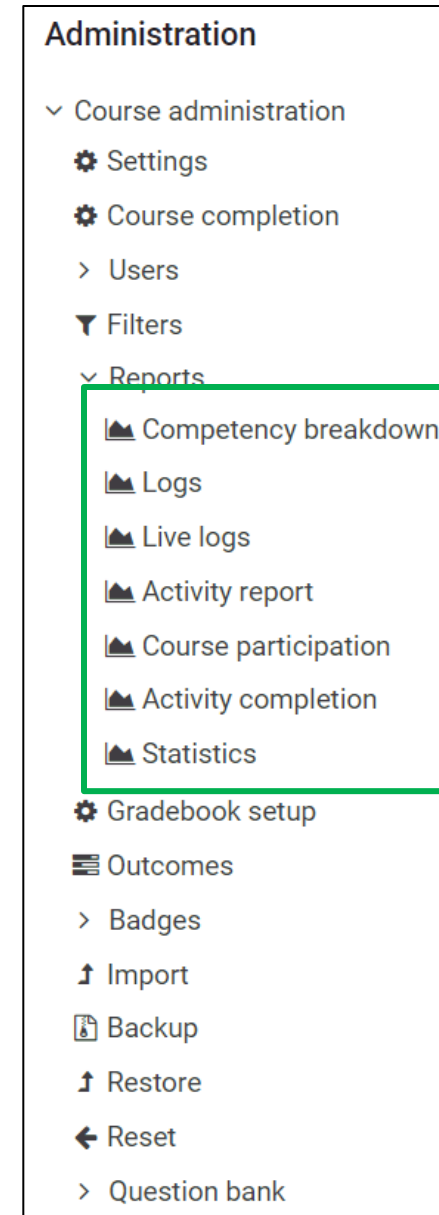 Administration
Course administration
Settings
Course completion
Users
Filters
Reports
Competency breakdown
Logs
Live logs
Activity report
Course participation
Activity completion
Statistics
Gradebook setup
Outcomes
Badges
Import
Backup
Restore
Reset
Question bank